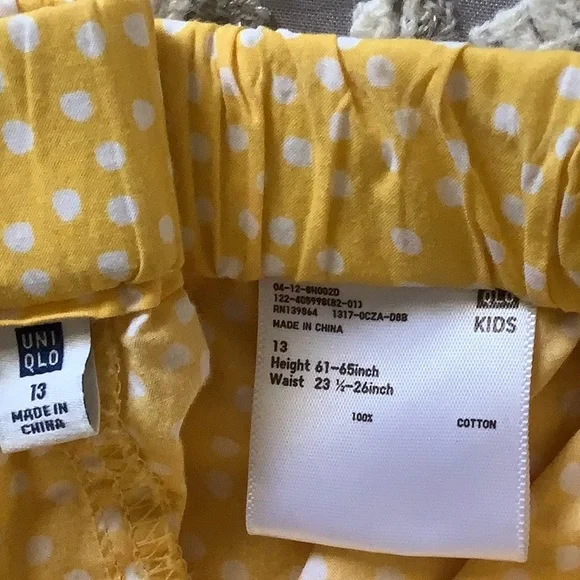 UNI
QLO
13
MADE IN
CHINA
04-12-8H002D
122-405998(82-01)
RN139864 1317-0CZA-D8B
MADE IN CHINA
QLO
KIDS
13
Height 61-65inch
Waist 23 ½-26inch
100% COTTON